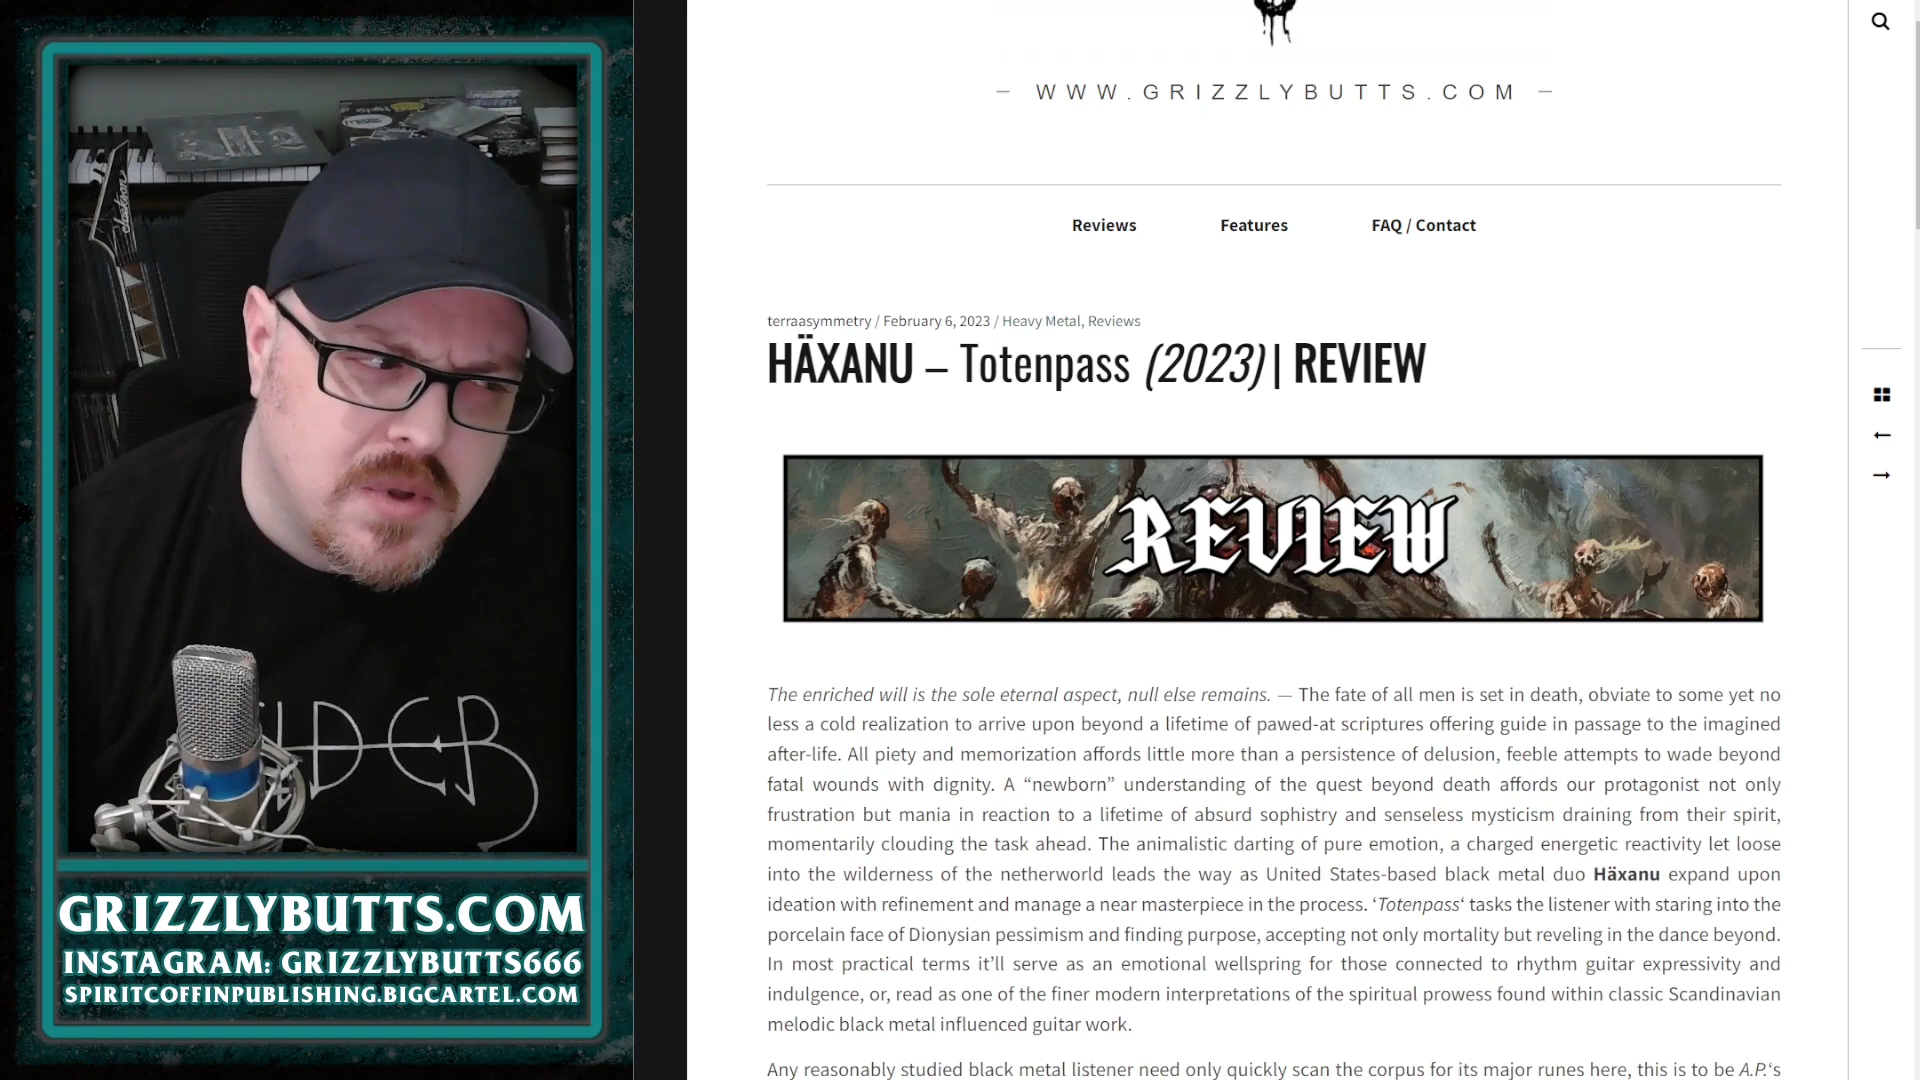 WWW.GRIZZLYBUTTS.COM
Reviews Features FAQ / Contact
terraasymmetry / February 6, 2023 / Heavy Metal, Reviews
HÄXANU – Totenpass (2023) | REVIEW
REVIEW
The enriched will is the sole eternal aspect, null else remains. — The fate of all men is set in death, obviate to some yet no
less a cold realization to arrive upon beyond a lifetime of pawed-at scriptures offering guide in passage to the imagined
after-life. All piety and memorization affords little more than a persistence of delusion, feeble attempts to wade beyond
fatal wounds with dignity. A “newborn” understanding of the quest beyond death affords our protagonist not only
frustration but mania in reaction to a lifetime of absurd sophistry and senseless mysticism draining from their spirit,
momentarily clouding the task ahead. The animalistic darting of pure emotion, a charged energetic reactivity let loose
into the wilderness of the netherworld leads the way as United States-based black metal duo Häxanu expand upon
ideation with refinement and manage a near masterpiece in the process. ‘Totenpass‘ tasks the listener with staring into the
porcelain face of Dionysian pessimism and finding purpose, accepting not only mortality but reveling in the dance beyond.
In most practical terms it’ll serve as an emotional wellspring for those connected to rhythm guitar expressivity and
indulgence, or, read as one of the finer modern interpretations of the spiritual prowess found within classic Scandinavian
melodic black metal influenced guitar work.
Any reasonably studied black metal listener need only quickly scan the corpus for its major runes here, this is to be A.P.‘s
Jackson
GRIZZLYBUTTS.COM
INSTAGRAM: GRIZZLYBUTTS666
SPIRITCOFFINPUBLISHING.BIGCARTEL.COM